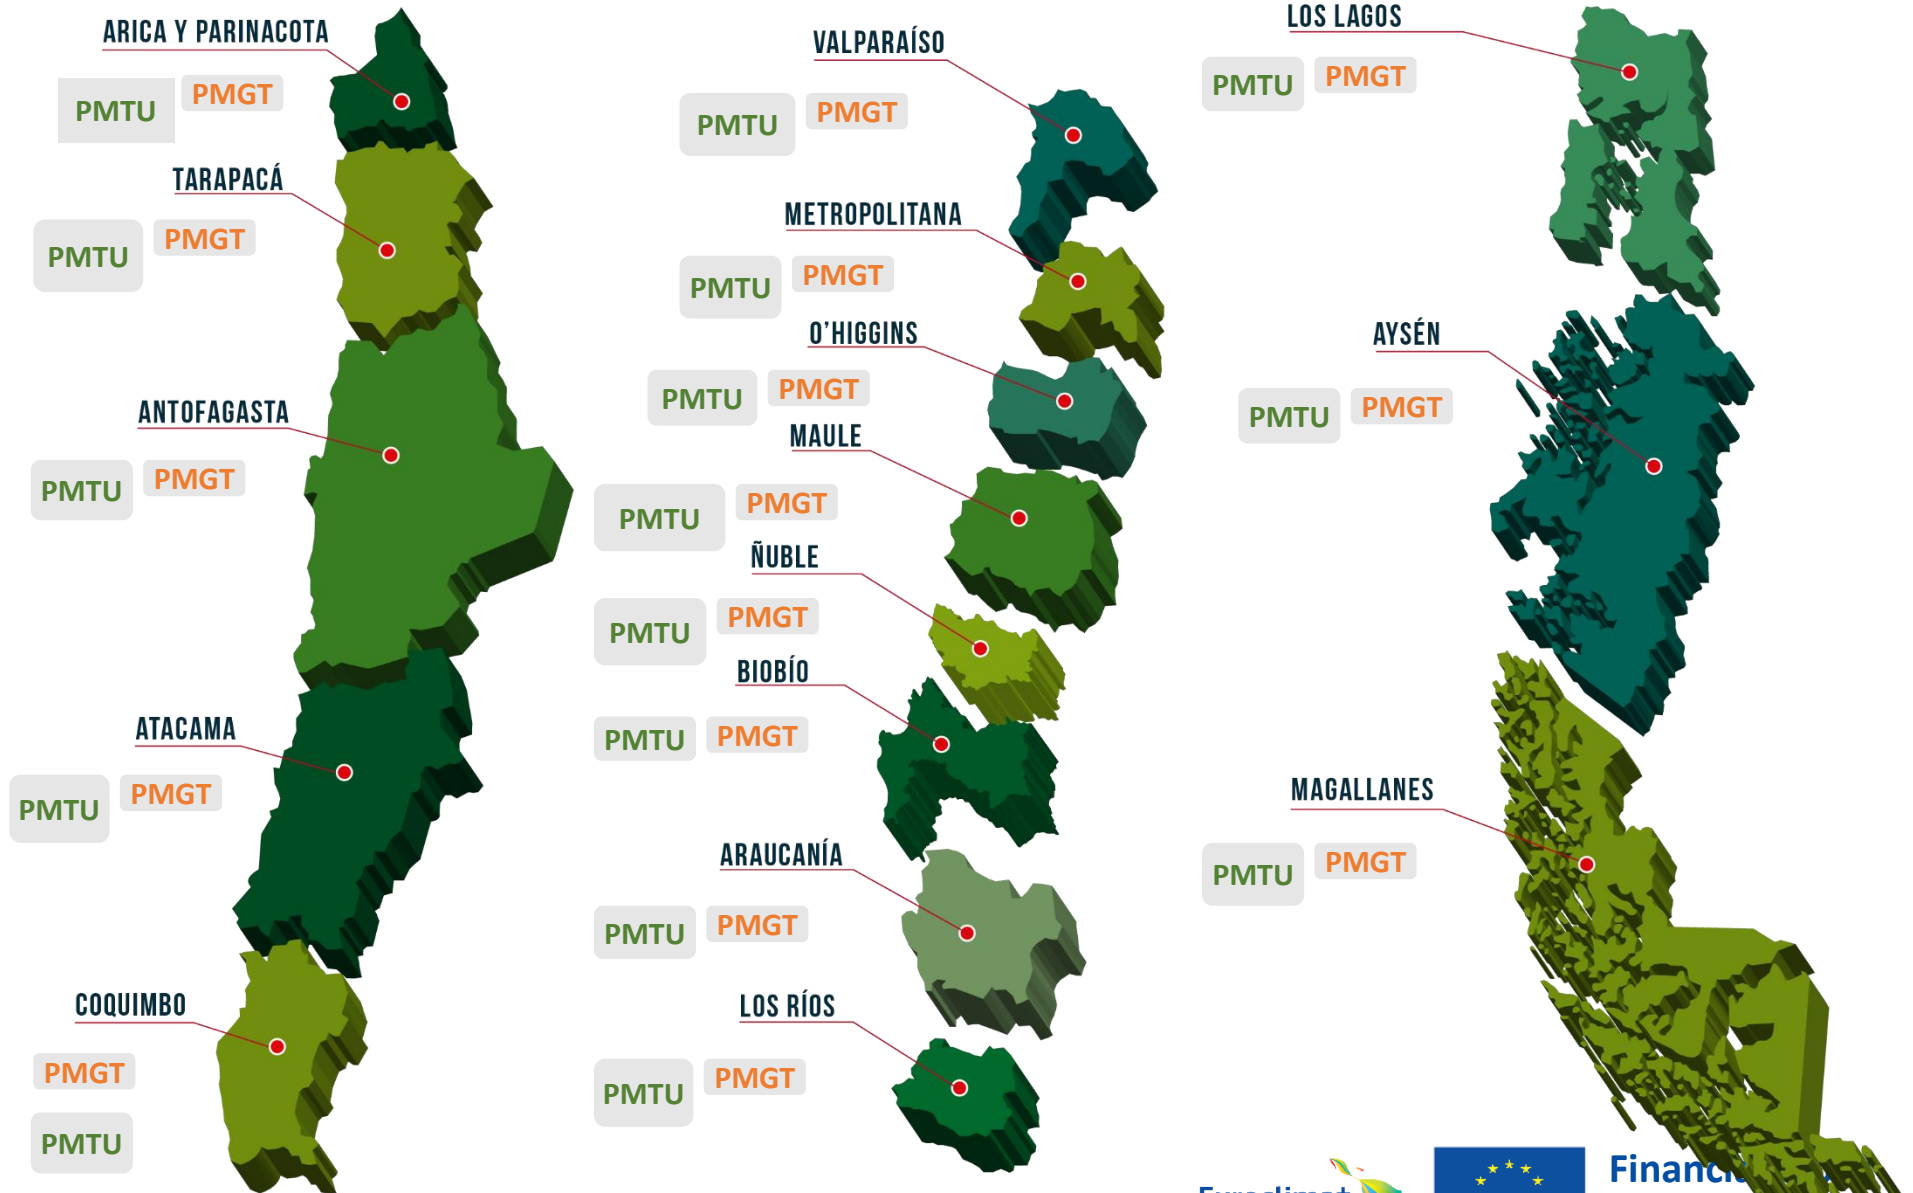 ARICA Y PARINACOTA
PMTU PMGT
TARAPACÁ
PMTU PMGT
ANTOFAGASTA
PMTU PMGT
ATACAMA
PMTU PMGT
COQUIMBO
PMGT
PMTU
VALPARAÍSO
PMTU PMGT
METROPOLITANA
PMTU PMGT
O'HIGGINS
PMTU PMGT
MAULE
PMTU PMGT
ÑUBLE
PMTU PMGT
BIOBÍO
PMTU PMGT
ARAUCANÍA
PMTU PMGT
LOS RÍOS
PMTU PMGT
LOS LAGOS
PMTU PMGT
AYSÉN
PMTU PMGT
MAGALLANES
PMTU PMGT